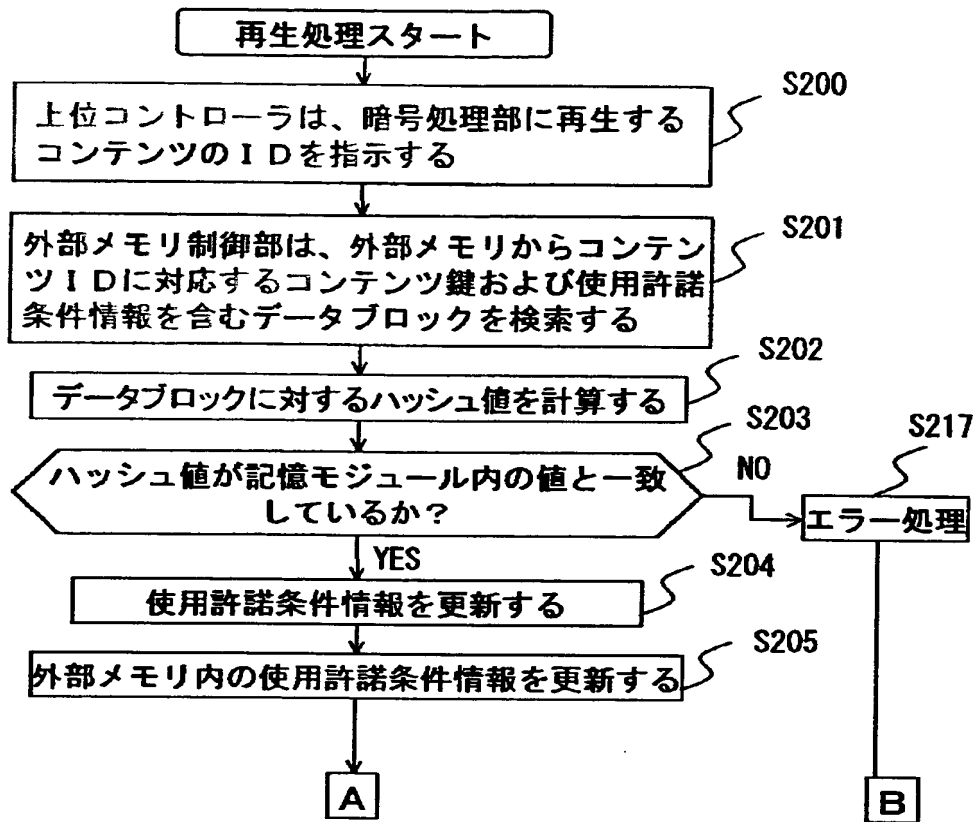 再生処理スタート
S200
上位コントローラは、暗号処理部に再生する
コンテンツのＩＤを指示する
S201
外部メモリ制御部は、外部メモリからコンテン
ツＩＤに対応するコンテンツ鍵および使用許諾
条件情報を含むデータブロックを検索する
S202
データブロックに対するハッシュ値を計算する
S203
ハッシュ値が記憶モジュール内の値と一致
しているか？
NO
S217
エラー処理
YES
S204
使用許諾条件情報を更新する
S205
外部メモリ内の使用許諾条件情報を更新する
A
B